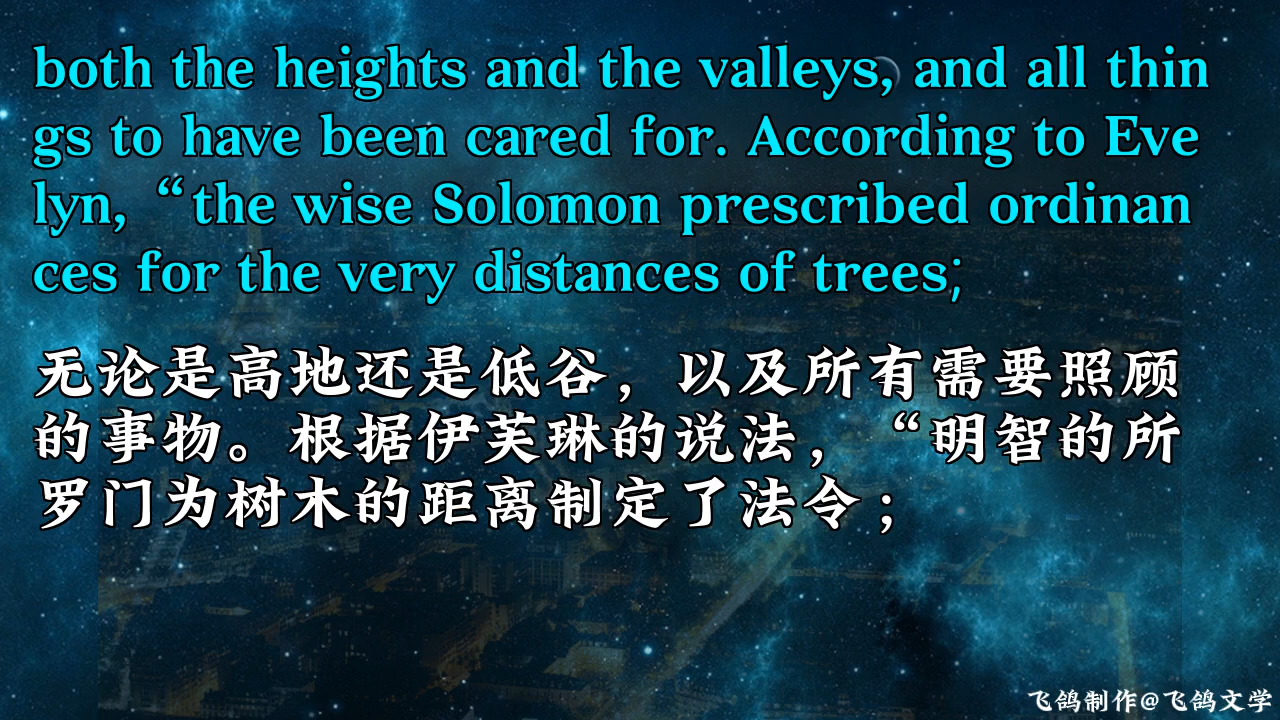 both the heights and the valleys, and all thin
gs to have been cared for. According to Eve
lyn, “the wise Solomon prescribed ordinan
ces for the very distances of trees;
无论是高地还是低谷，以及所有需要照顾
的事物。根据伊芙琳的说法，“明智的所
罗门为树木的距离制定了法令；
飞鸽制作@飞鸽文学